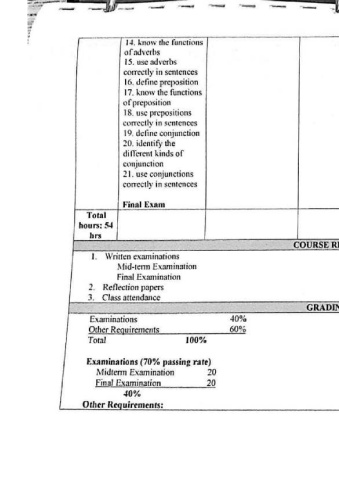 14. know the functions
of adverbs
15. use adverbs
correctly in sentences
16. define preposition
17. know the functions
of preposition
18. use prepositions
correctly in sentences
19. define conjunction
20. identify the
different kinds of
conjunction
21. use conjunctions
correctly in sentences
Final Exam
Total
hours: 54
hrs
COURSE RE
1. Written examinations
Mid-term Examination
Final Examination
2. Reflection papers
3. Class attendance
GRADIN
Examinations 40%
Other Requirements 60%
Total 100%
Examinations (70% passing rate)
Midterm Examination 20
Final Examination 20
40%
Other Requirements: